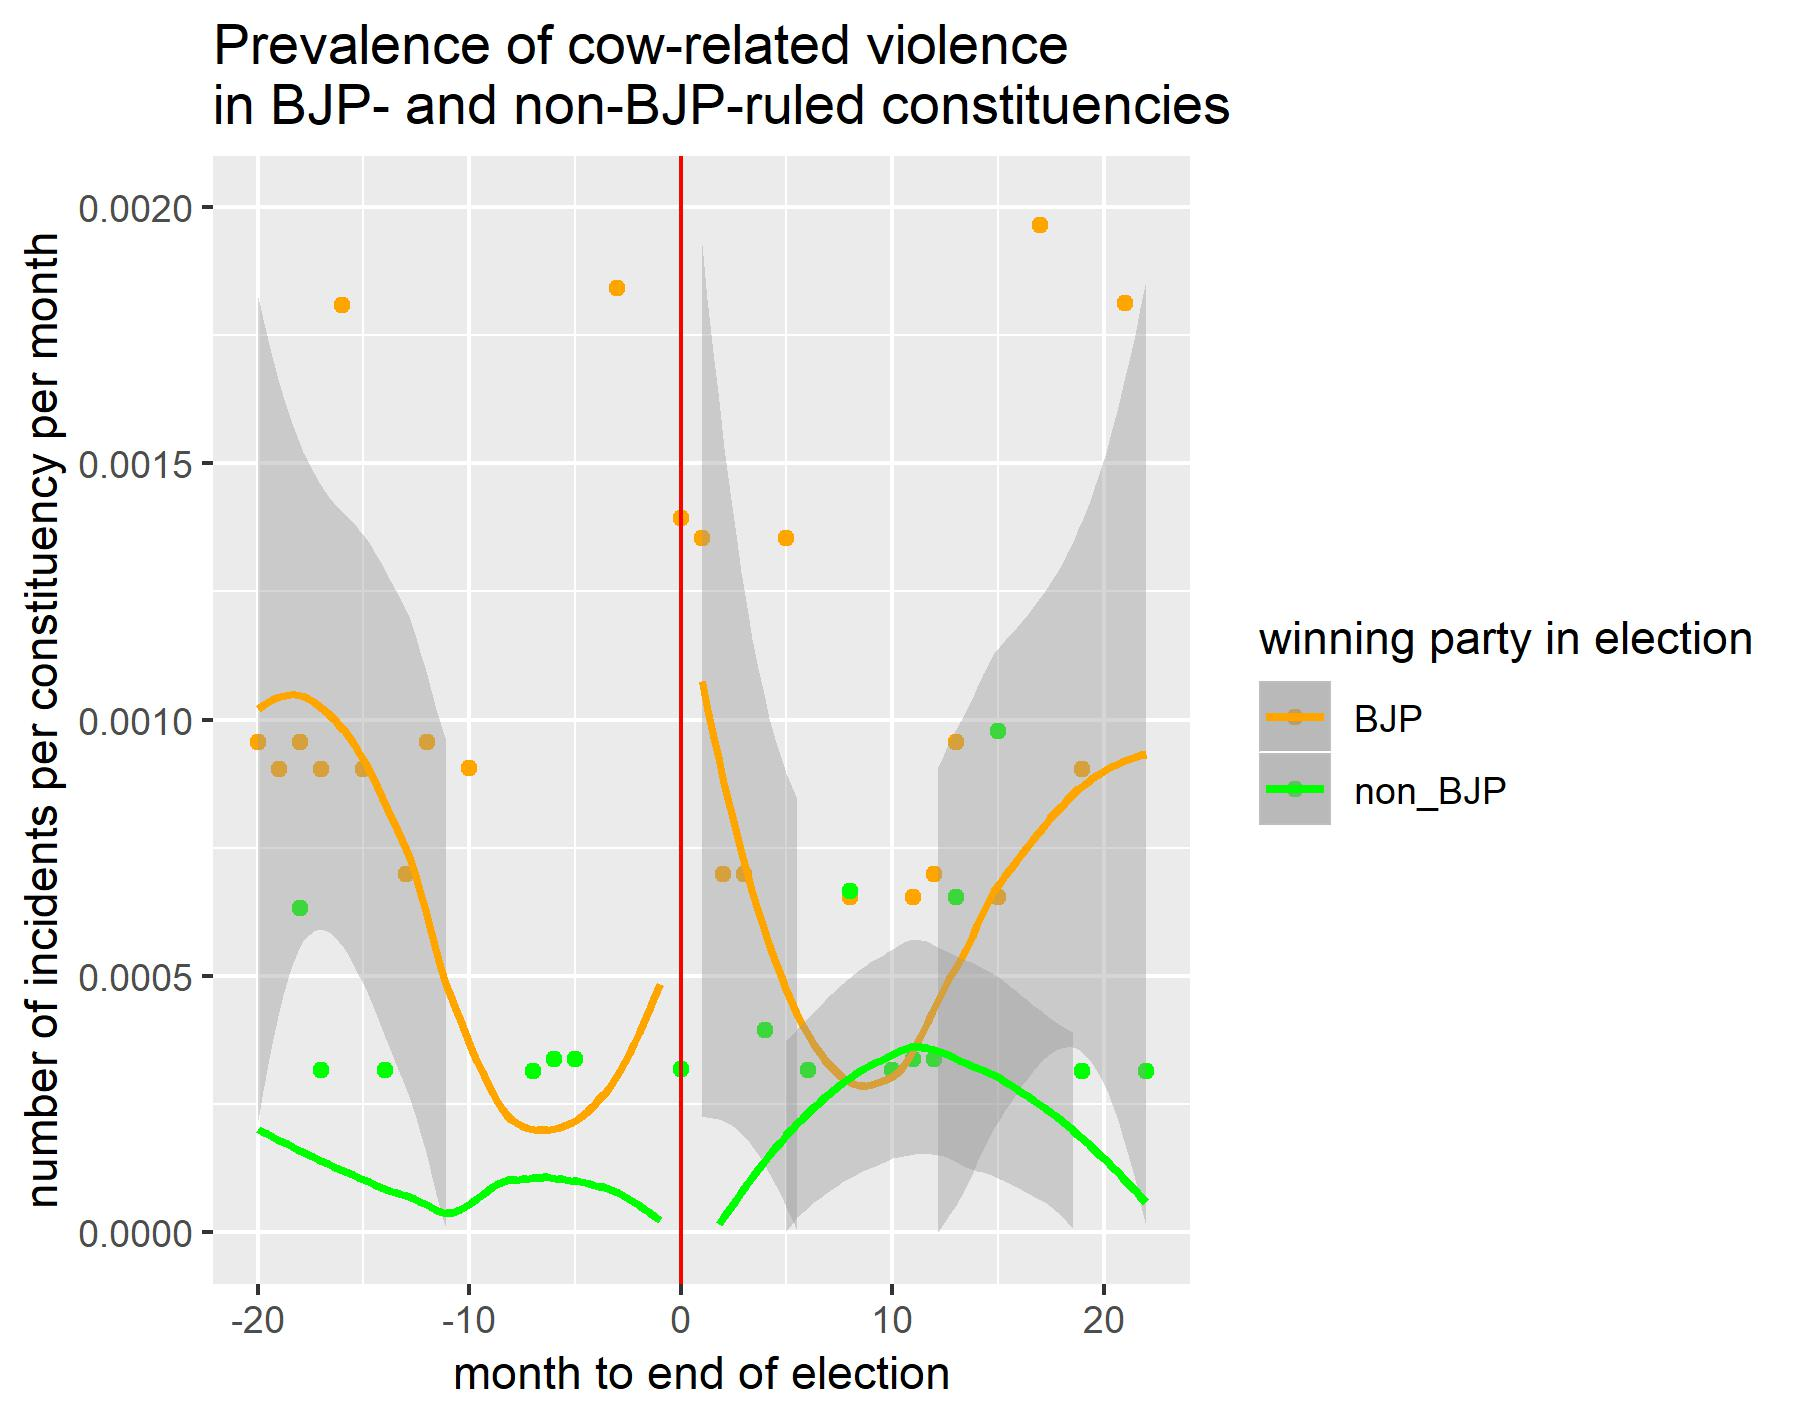 Prevalence of cow-related violence
in BJP- and non-BJP-ruled constituencies
number of incidents per constituency per month
0.0020
0.0015
0.0010
0.0005
0.0000
-20
-10
0
10
20
month to end of election
winning party in election
BJP
non_BJP